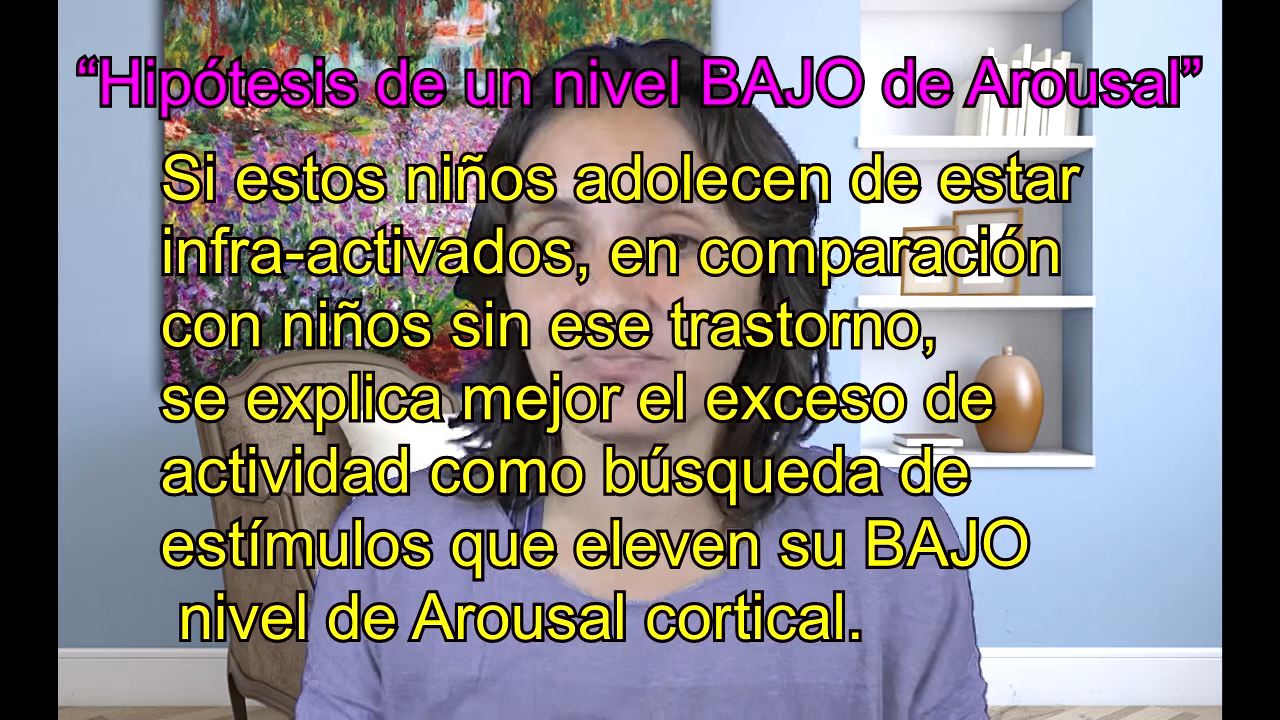 “Hipótesis de un nivel BAJO de Arousal”
Si estos niños adolecen de estar
infra-activados, en comparación
con niños sin ese trastorno,
se explica mejor el exceso de
actividad como búsqueda de
estímulos que eleven su BAJO
nivel de Arousal cortical.